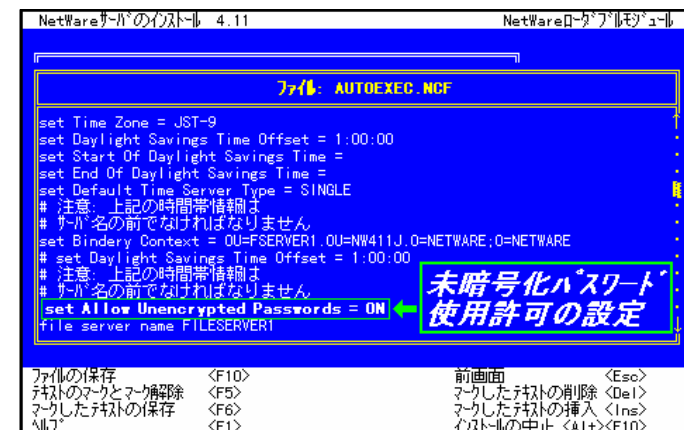 NetWareサーバのインストール 4.11 NetWareローダブルモジュール
ファイル: AUTOEXEC.NCF
set Time Zone = JST-9
set Daylight Savings Time Offset = 1:00:00
set Start Of Daylight Savings Time =
set End Of Daylight Savings Time =
set Default Time Server Type = SINGLE
# 注意: 上記の時間帯情報は
# サーバ名の前でなければなりません
set Bindery Context = OU=FSERVER1.OU=NW411J.O=NETWARE;O=NETWARE
# set Daylight Savings Time Offset = 1:00:00
# 注意: 上記の時間帯情報は
# サーバ名の前でなければなりません
set Allow Unencrypted Passwords = ON
file server name FILESERVER1
未暗号化パスワード
使用許可の設定
ファイルの保存 <F10> 前画面 <Esc>
テキストのマークとマーク解除 <F5> マークしたテキストの削除 <Del>
マークしたテキストの保存 <F6> マークしたテキストの挿入 <Ins>
ヘルプ <F1> インストールの中止 <Alt><F10>